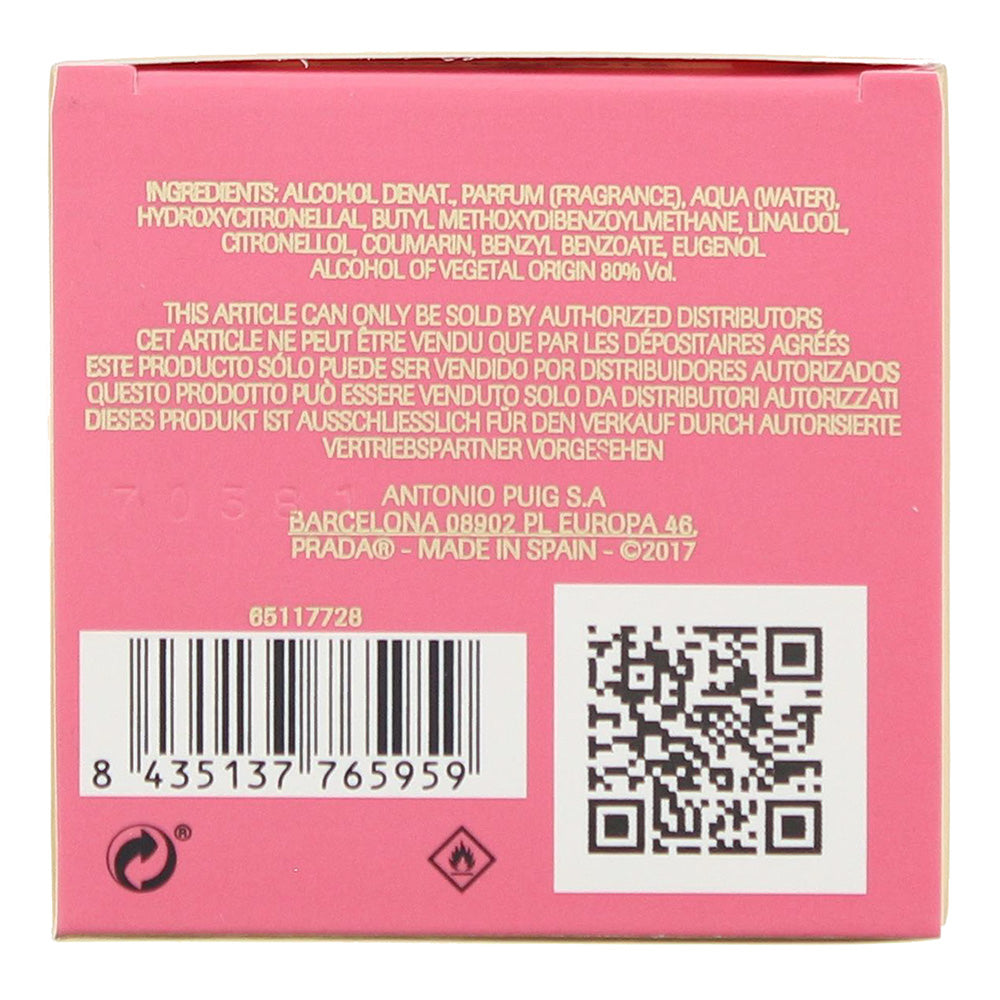 INGREDIENTS: ALCOHOL DENAT., PARFUM (FRAGRANCE), AQUA (WATER),
HYDROXYCITRONELLAL, BUTYL METHOXYDIBENZOYLMETHANE, LINALOOL,
CITRONELLOL, COUMARIN, BENZYL BENZOATE, EUGENOL
ALCOHOL OF VEGETAL ORIGIN 80% Vol.
THIS ARTICLE CAN ONLY BE SOLD BY AUTHORIZED DISTRIBUTORS
CET ARTICLE NE PEUT ÊTRE VENDU QUE PAR LES DÉPOSITAIRES AGRÉÉS
ESTE PRODUCTO SÓLO PUEDE SER VENDIDO POR DISTRIBUIDORES AUTORIZADOS
QUESTO PRODOTTO PUÒ ESSERE VENDUTO SOLO DA DISTRIBUTORI AUTORIZZATI
DIESES PRODUKT IST AUSSCHLIESSLICH FÜR DEN VERKAUF DURCH AUTORISIERTE
VERTRIEBSPARTNER VORGESEHEN
70581
ANTONIO PUIG S.A
BARCELONA 08902 PL. EUROPA 46.
PRADA® - MADE IN SPAIN - ©2017
65117728
8 435137 765959
®